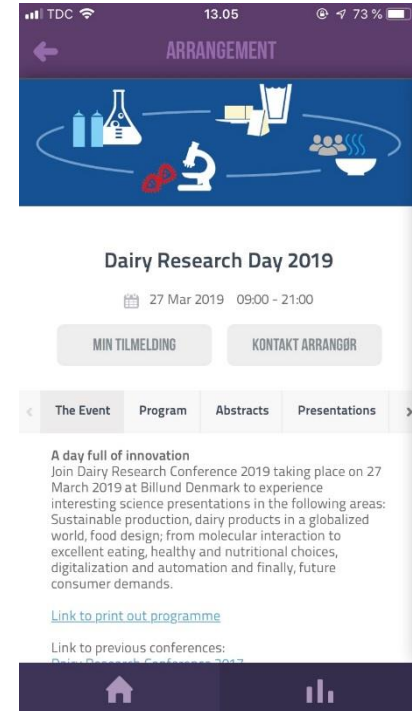 TDC 13.05 73 %
ARRANGEMENT
Dairy Research Day 2019
27 Mar 2019 09:00 - 21:00
MIN TILMELDING KONTAKT ARRANGØR
The Event Program Abstracts Presentations
A day full of innovation
Join Dairy Research Conference 2019 taking place on 27
March 2019 at Billund Denmark to experience
interesting science presentations in the following areas:
Sustainable production, dairy products in a globalized
world, food design; from molecular interaction to
excellent eating, healthy and nutritional choices,
digitalization and automation and finally, future
consumer demands.
Link to print out programme
Link to previous conferences:
Dairy Research Conference 2017